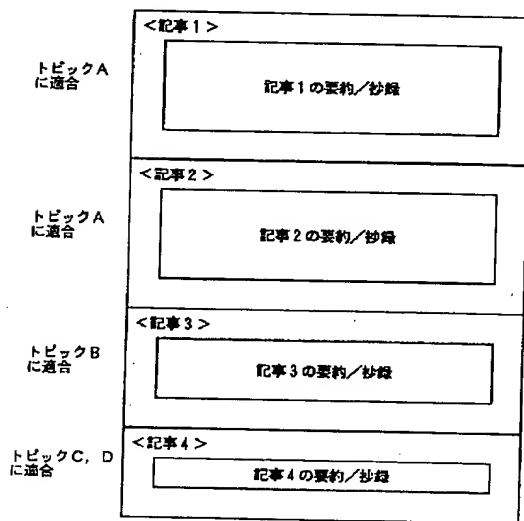 <記事1>
トピックA
に適合
記事1の要約/抄録
<記事2>
トピックA
に適合
記事2の要約/抄録
<記事3>
トピックB
に適合
記事3の要約/抄録
<記事4>
トピックC, D
に適合
記事4の要約/抄録